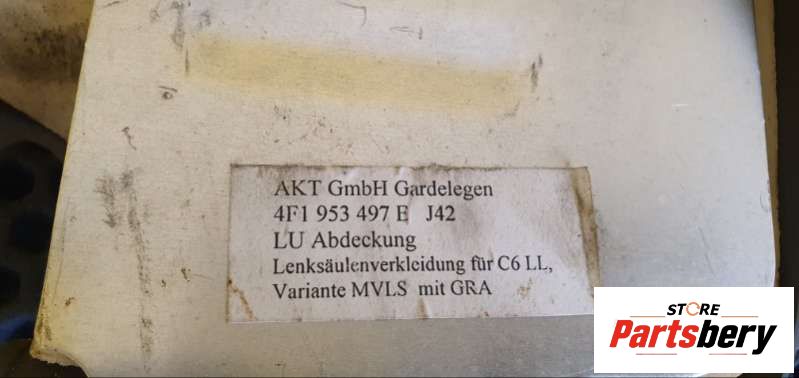 AKT GmbH Gardelegen
4F1 953 497 E J42
LU Abdeckung
Lenksäulenverkleidung für C6 LL,
Variante MVLS mit GRA
STORE
Partsbery